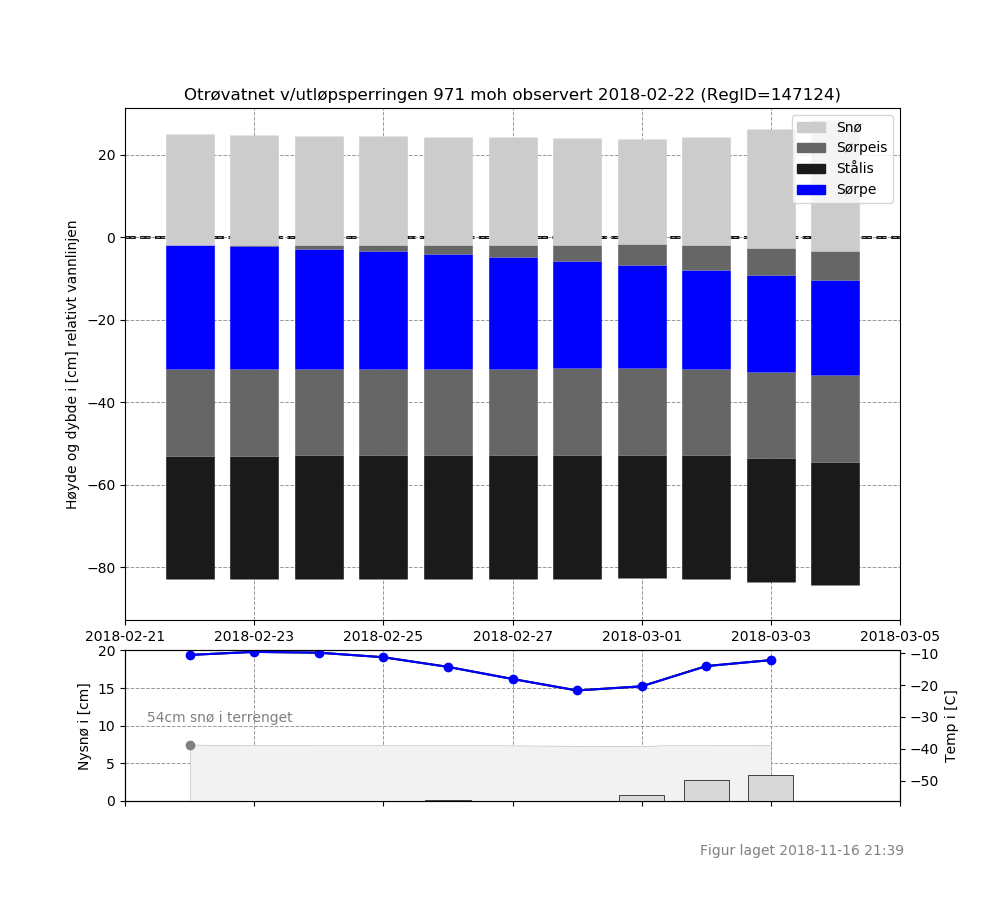 Otrøvatnet v/utløpsperringen 971 moh observert 2018-02-22 (RegID=147124)
Høyde og dybde i [cm] relativt vannlinjen
20
0
−20
−40
−60
−80
Snø
Sørpeis
Stålis
Sørpe
2018-02-21 2018-02-23 2018-02-25 2018-02-27 2018-03-01 2018-03-03 2018-03-05
Nysnø i [cm]
20
15
10
5
0
54cm snø i terrenget
−10
−20
−30
−40
−50
Temp i [C]
Figur laget 2018-11-16 21:39